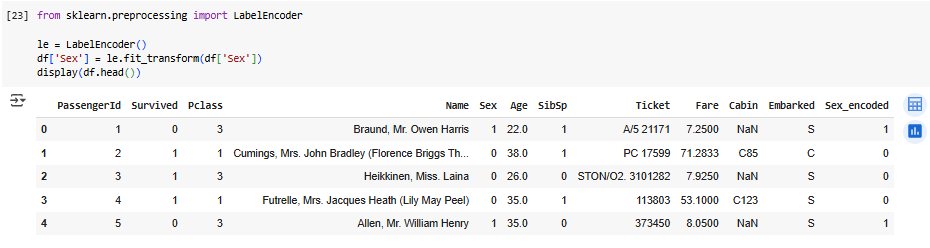 [23] from sklearn.preprocessing import LabelEncoder
le = LabelEncoder()
df['Sex'] = le.fit_transform(df['Sex'])
display(df.head())
PassengerId Survived Pclass Name Sex Age SibSp Ticket Fare Cabin Embarked Sex_encoded
0 1 0 3 Braund, Mr. Owen Harris 1 22.0 1 A/5 21171 7.2500 NaN S 1
1 2 1 1 Cumings, Mrs. John Bradley (Florence Briggs Th... 0 38.0 1 PC 17599 71.2833 C85 C 0
2 3 1 3 Heikkinen, Miss. Laina 0 26.0 0 STON/O2. 3101282 7.9250 NaN S 0
3 4 1 1 Futrelle, Mrs. Jacques Heath (Lily May Peel) 0 35.0 1 113803 53.1000 C123 S 0
4 5 0 3 Allen, Mr. William Henry 1 35.0 0 373450 8.0500 NaN S 1